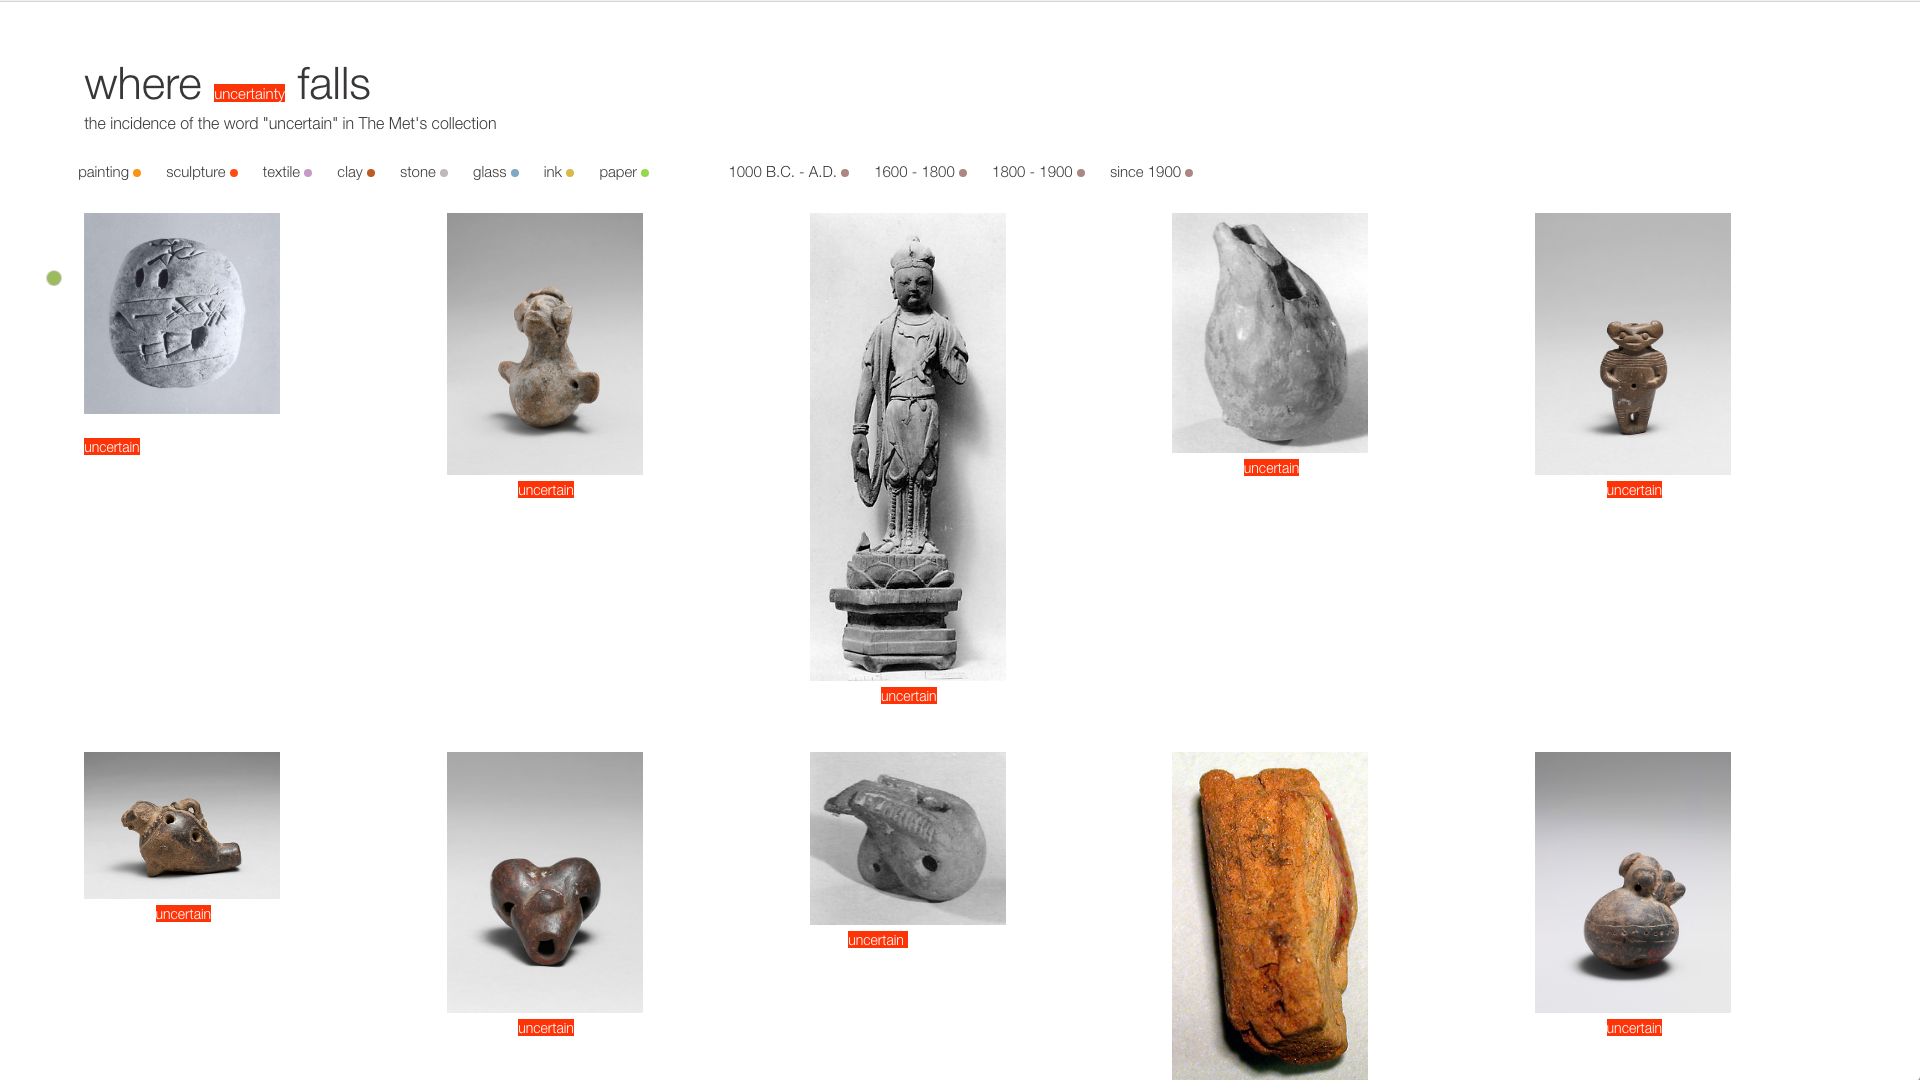 where uncertainty falls
the incidence of the word "uncertain" in The Met's collection
painting sculpture textile clay stone glass ink paper 1000 B.C. - A.D. 1600 - 1800 1800 - 1900 since 1900
uncertain
uncertain
uncertain
uncertain
uncertain
uncertain
uncertain
uncertain
uncertain